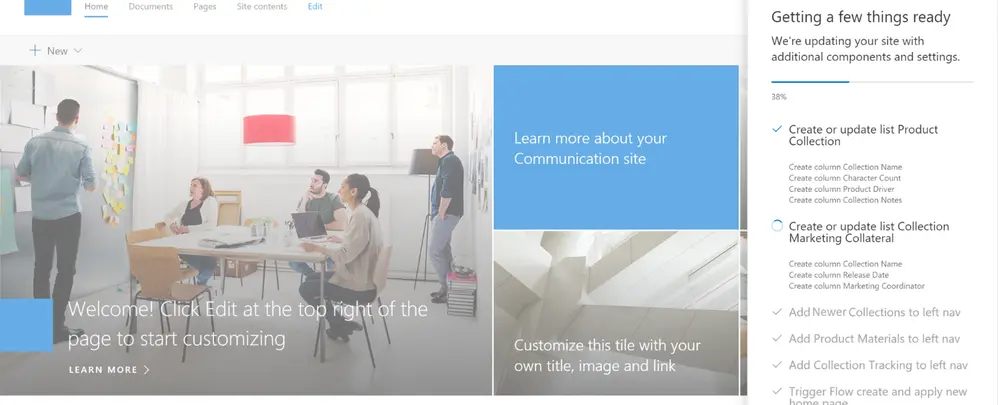 Home Documents Pages Site contents Edit
New
Learn more about your
Communication site
Welcome! Click Edit at the top right of the
page to start customizing
LEARN MORE
Customize this tile with your
own title, image and link
Getting a few things ready
We're updating your site with
additional components and settings.
38%
Create or update list Product
Collection
Create column Collection Name
Create column Character Count
Create column Product Driver
Create column Collection Notes
Create or update list Collection
Marketing Collateral
Create column Collection Name
Create column Release Date
Create column Marketing Coordinator
Add Newer Collections to left nav
Add Product Materials to left nav
Add Collection Tracking to left nav
Trigger Flow create and apply new
home page